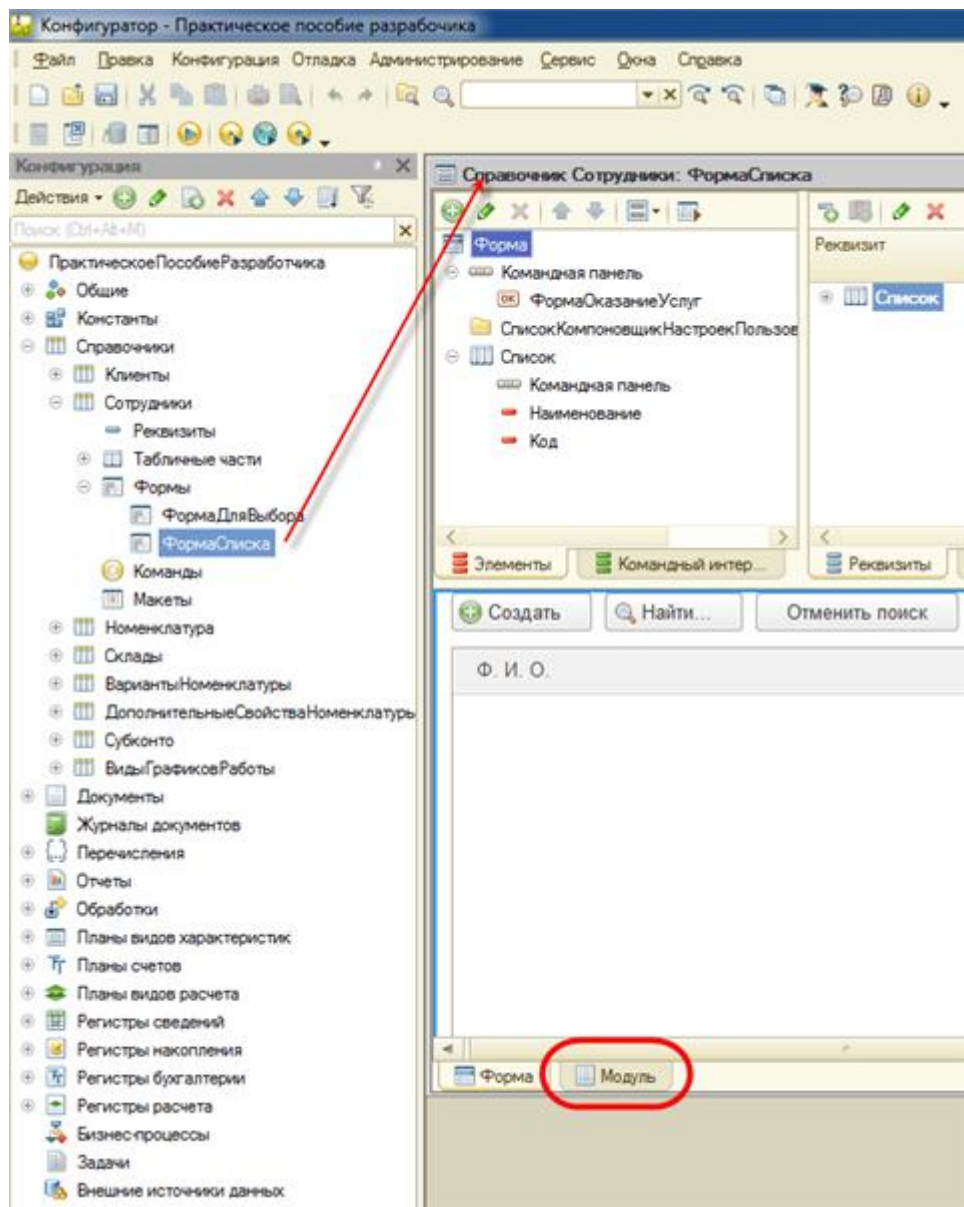 Конфигуратор - Практическое пособие разрабочика
Файл Правка Конфигурация Отладка Администрирование Сервис Окна Справка
Конфигурация
Действия
Поиск (Ctrl+Alt+M)
ПрактическоеПособиеРазработчика
Общие
Константы
Справочники
Клиенты
Сотрудники
Реквизиты
Табличные части
Формы
ФормаДляВыбора
ФормаСписка
Команды
Макеты
Номенклатура
Склады
ВариантыНоменклатуры
ДополнительныеСвойстваНоменклатуры
Субконто
ВидыГрафиковРаботы
Документы
Журналы документов
Перечисления
Отчеты
Обработки
Планы видов характеристик
Планы счетов
Планы видов расчета
Регистры сведений
Регистры накопления
Регистры бухгалтерии
Регистры расчета
Бизнес-процессы
Задачи
Внешние источники данных
Справочник Сотрудники: ФормаСписка
Форма
Командная панель
ОК ФормаОказаниеУслуг
СписокКомпоновщикНастроекПользов
Список
Командная панель
Наименование
Код
Элементы
Командный интер...
Реквизит
Список
Реквизиты
Создать
Найти...
Отменить поиск
Ф. И. О.
Форма
Модуль